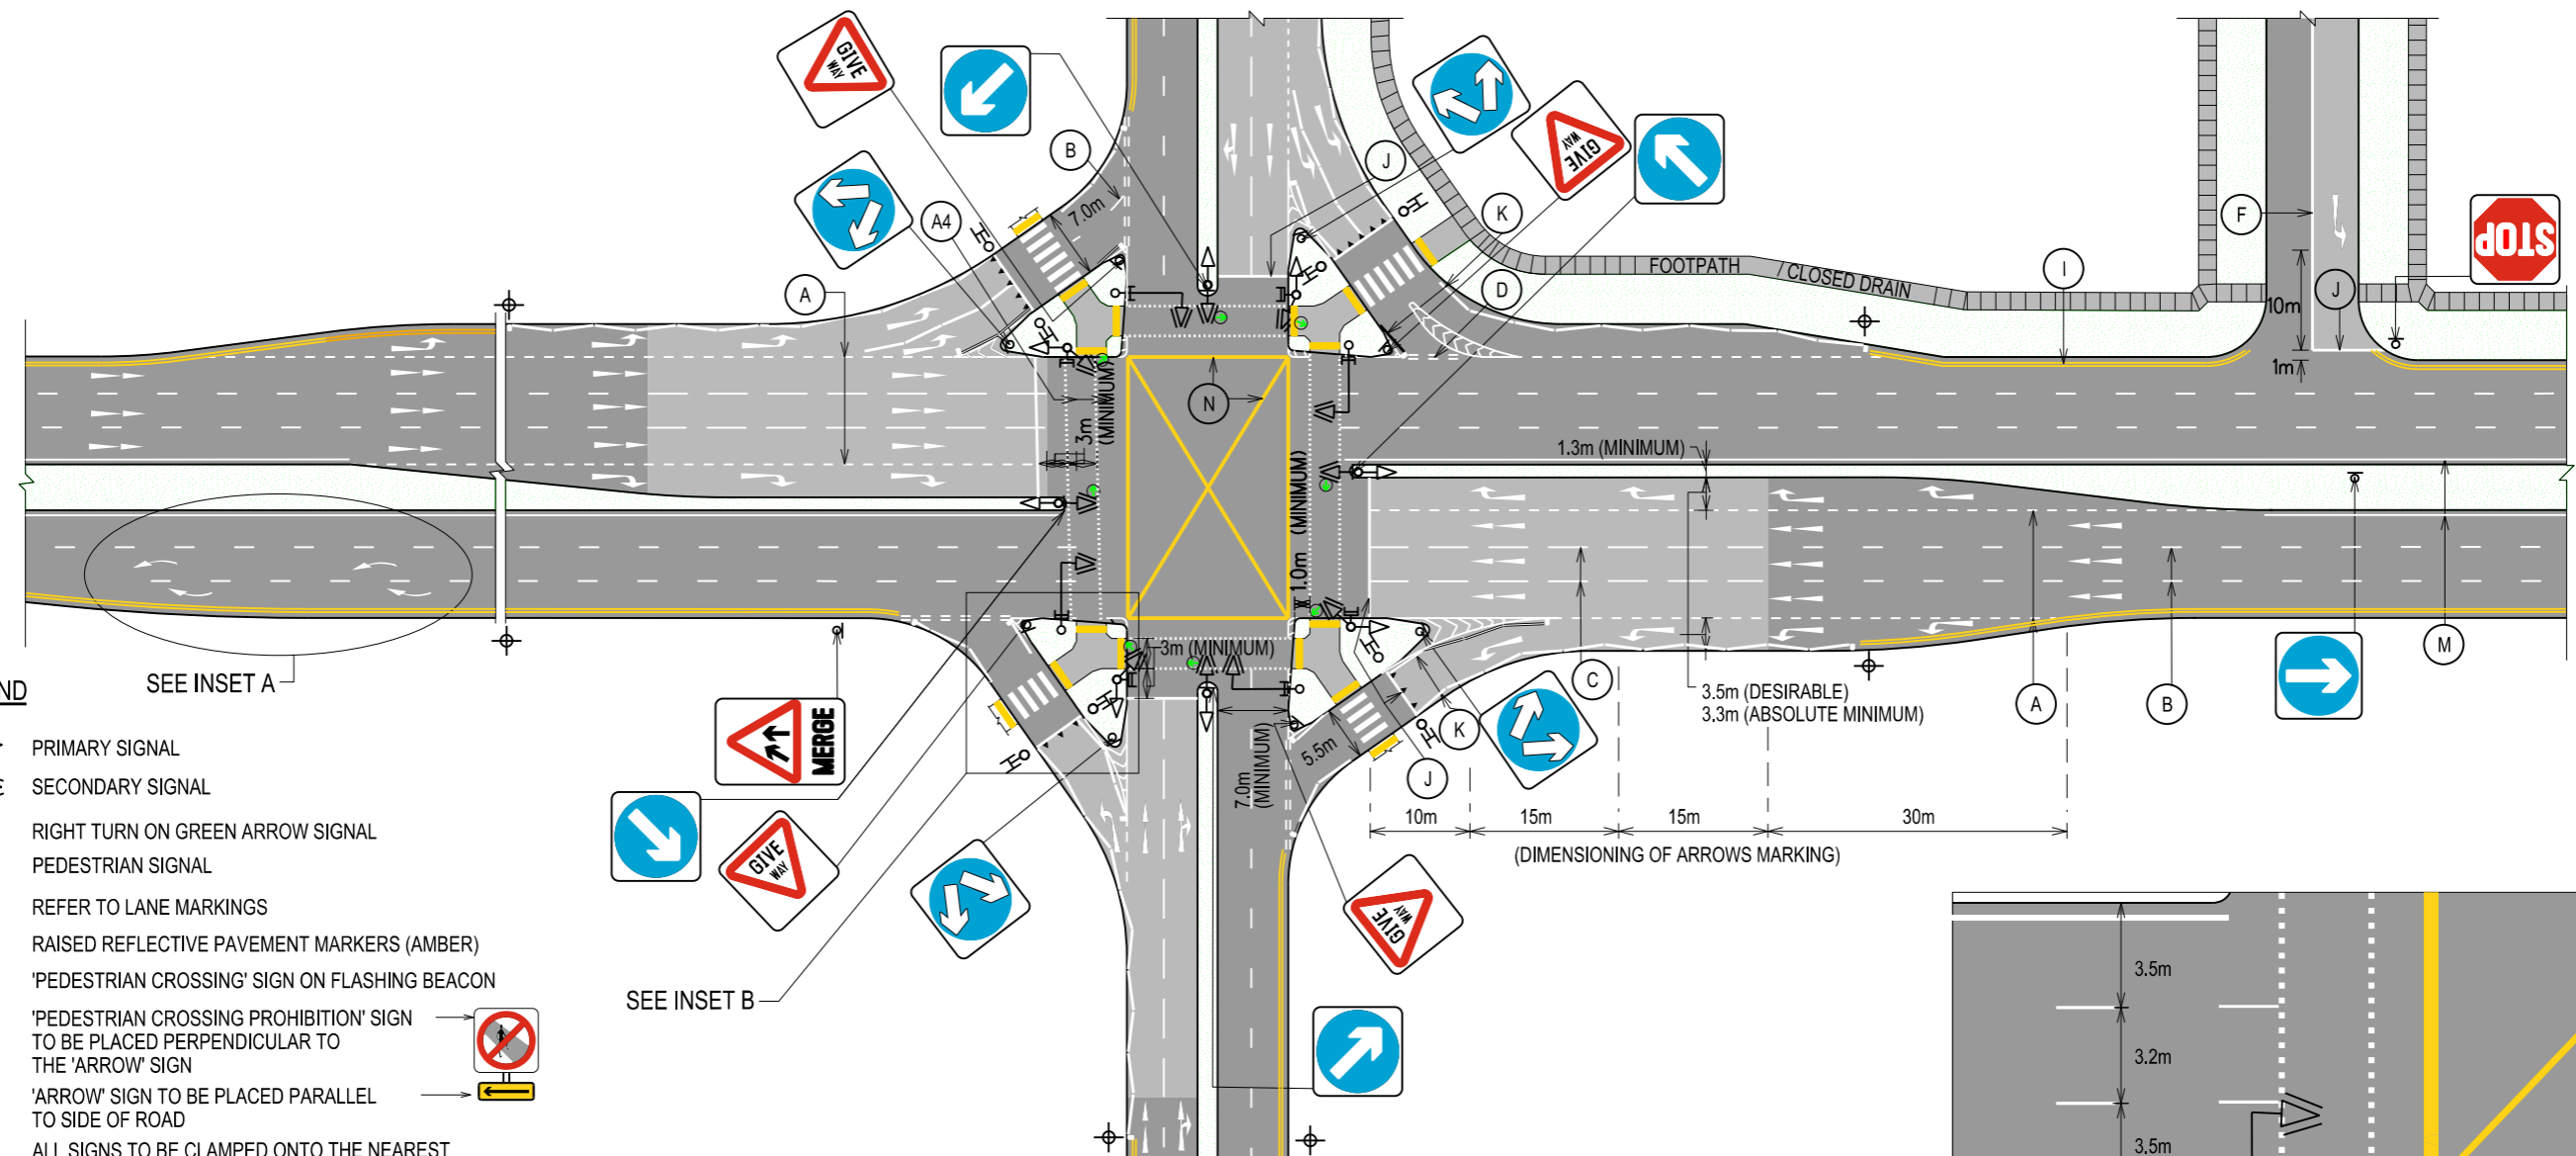 GIVE
WAY
B
J
A4
7.0m
K
GIVE
WAY
F
STOP
A
D
FOOTPATH
CLOSED DRAIN
I
J
10m
1m
N
3m
(MINIMUM)
1.3m (MINIMUM)
1.0m (MINIMUM)
3m (MINIMUM)
SEE INSET A
MERGE
C
3.5m (DESIRABLE)
3.3m (ABSOLUTE MINIMUM)
A
B
M
K
J
5.5m
7.0m
(MINIMUM)
10m
15m
15m
30m
(DIMENSIONING OF ARROWS MARKING)
GIVE
WAY
GIVE
WAY
SEE INSET B
ND
PRIMARY SIGNAL
SECONDARY SIGNAL
RIGHT TURN ON GREEN ARROW SIGNAL
PEDESTRIAN SIGNAL
REFER TO LANE MARKINGS
RAISED REFLECTIVE PAVEMENT MARKERS (AMBER)
'PEDESTRIAN CROSSING' SIGN ON FLASHING BEACON
'PEDESTRIAN CROSSING PROHIBITION' SIGN
TO BE PLACED PERPENDICULAR TO
THE 'ARROW' SIGN
'ARROW' SIGN TO BE PLACED PARALLEL
TO SIDE OF ROAD
ALL SIGNS TO BE CLAMPED ONTO THE NEAREST
3.5m
3.2m
3.5m